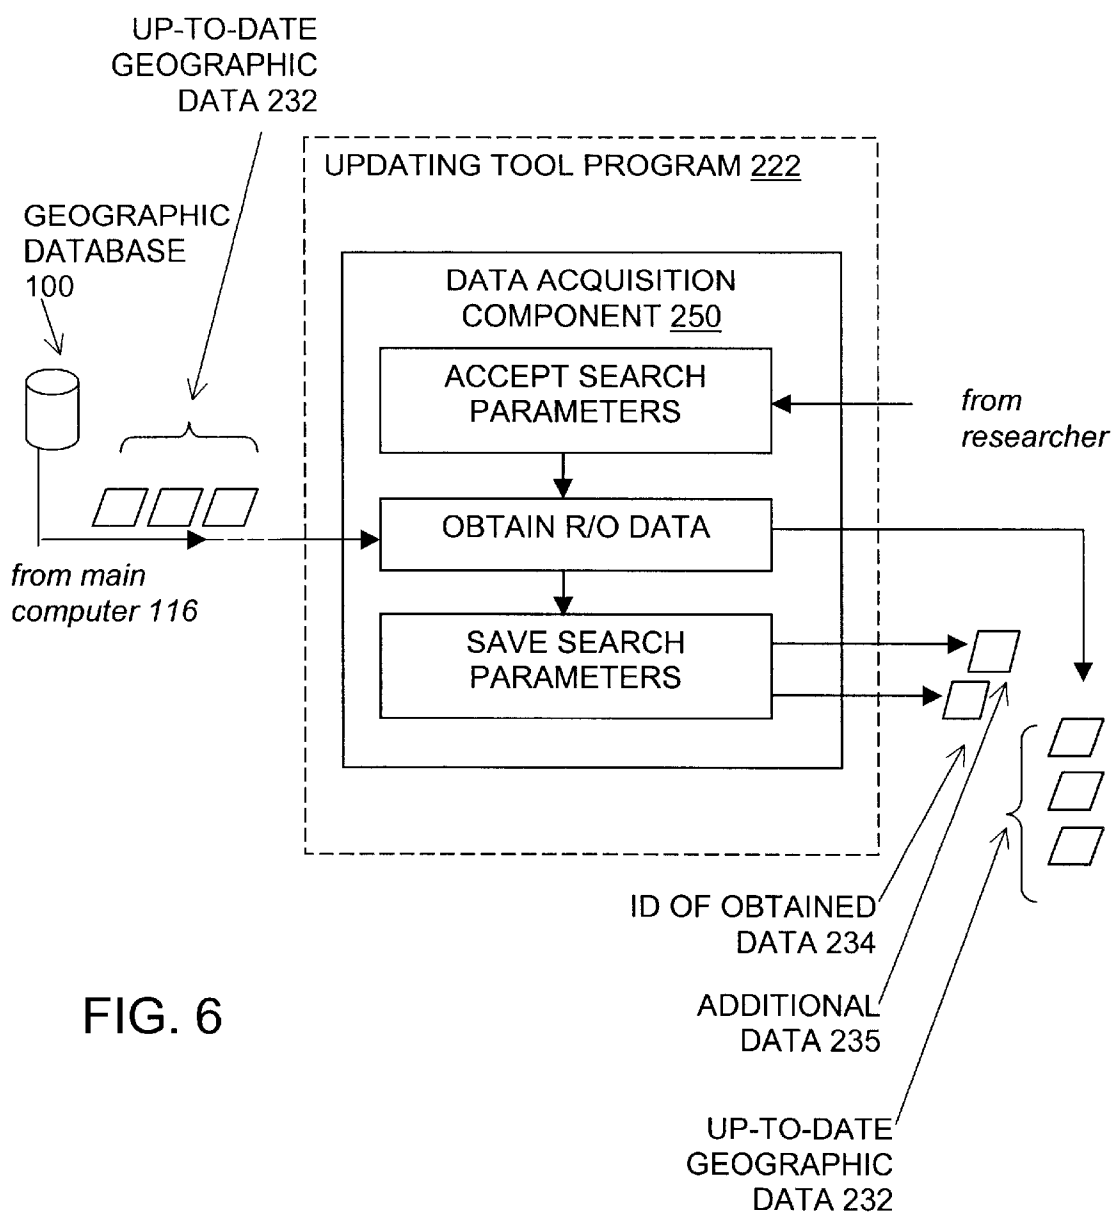 UP-TO-DATE
GEOGRAPHIC
DATA 232
UPDATING TOOL PROGRAM 222
GEOGRAPHIC
DATABASE
100
DATA ACQUISITION
COMPONENT 250
ACCEPT SEARCH
PARAMETERS
from
researcher
OBTAIN R/O DATA
from main
computer 116
SAVE SEARCH
PARAMETERS
ID OF OBTAINED
DATA 234
FIG. 6
ADDITIONAL
DATA 235
UP-TO-DATE
GEOGRAPHIC
DATA 232